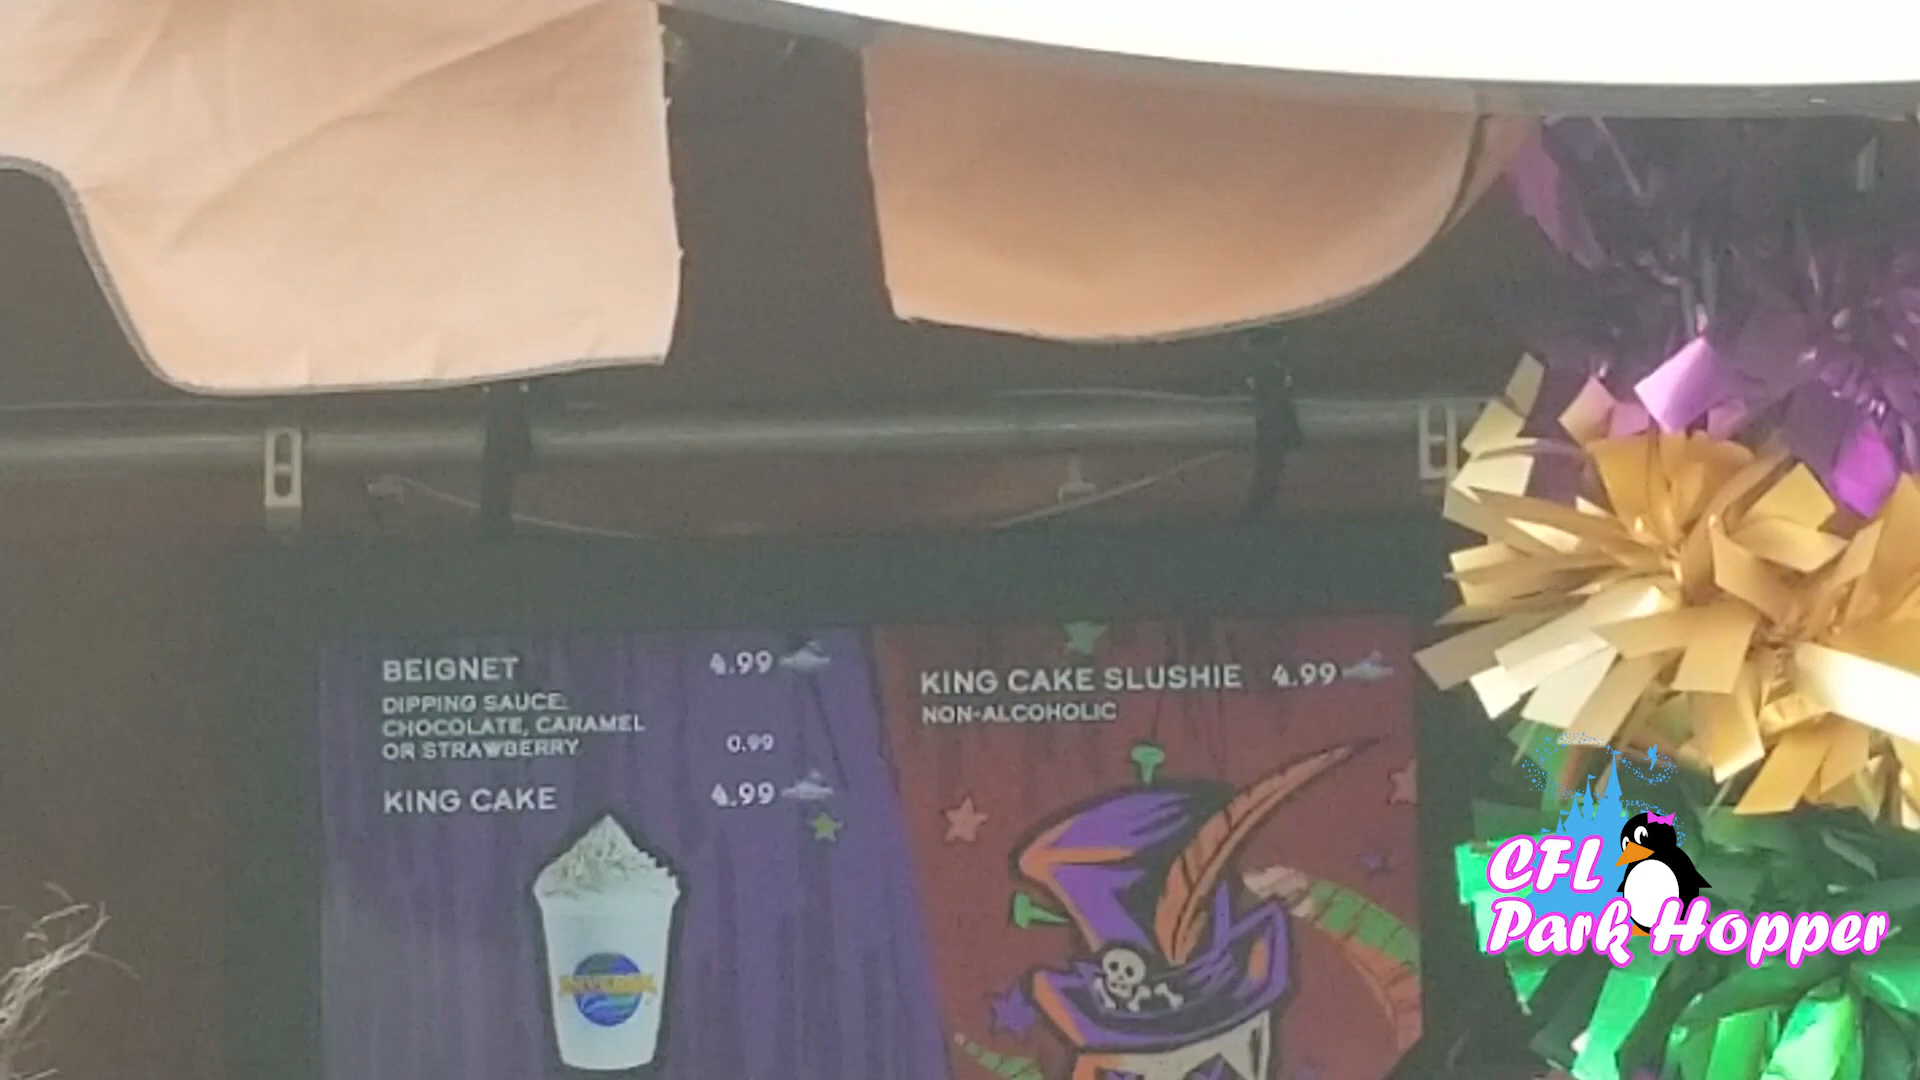 BEIGNET 4.99
DIPPING SAUCE:
CHOCOLATE, CARAMEL
OR STRAWBERRY 0.99
KING CAKE 4.99
KING CAKE SLUSHIE 4.99
NON-ALCOHOLIC
UNIVERSAL
CFL
Park Hopper